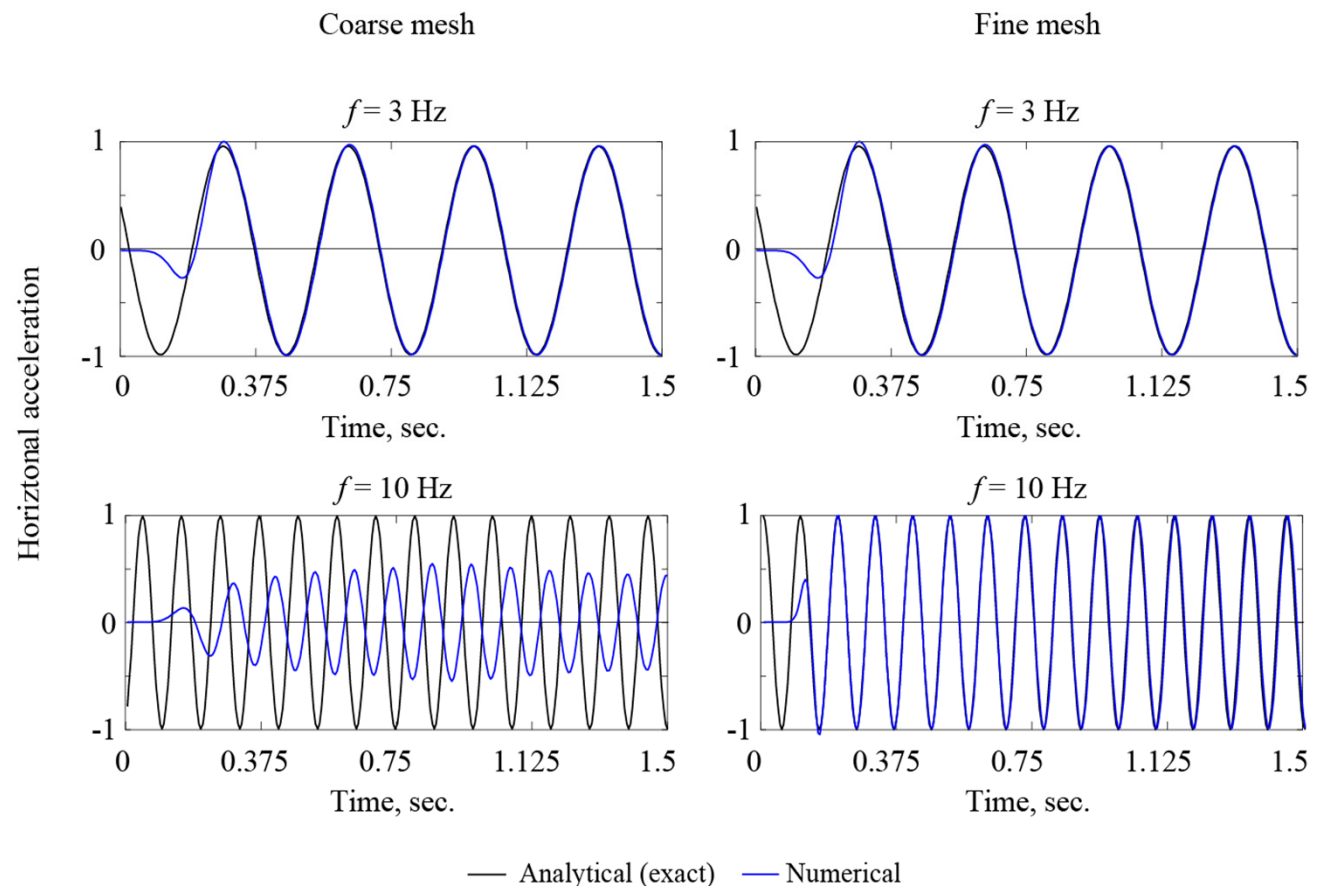 Coarse mesh
Fine mesh
f = 3 Hz
f = 3 Hz
1
0
-1
0 0.375 0.75 1.125 1.5
Time, sec.
1
0
-1
0 0.375 0.75 1.125 1.5
Time, sec.
Horiztonal acceleration
f = 10 Hz
f = 10 Hz
1
0
-1
0 0.375 0.75 1.125 1.5
Time, sec.
1
0
-1
0 0.375 0.75 1.125 1.5
Time, sec.
Analytical (exact) Numerical